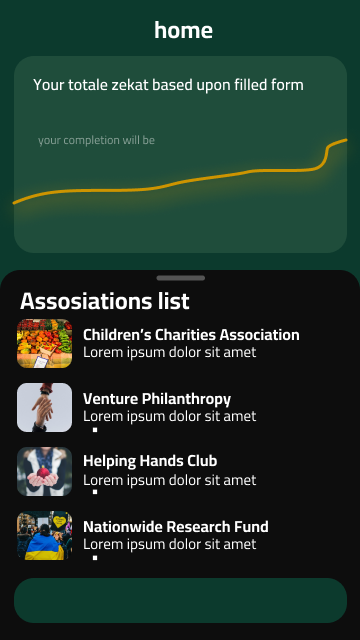 home
Your totale zekat based upon filled form
your completion will be
Assosiations list
Children's Charities Association
Lorem ipsum dolor sit amet
Venture Philanthropy
Lorem ipsum dolor sit amet
Helping Hands Club
Lorem ipsum dolor sit amet
Nationwide Research Fund
Lorem ipsum dolor sit amet